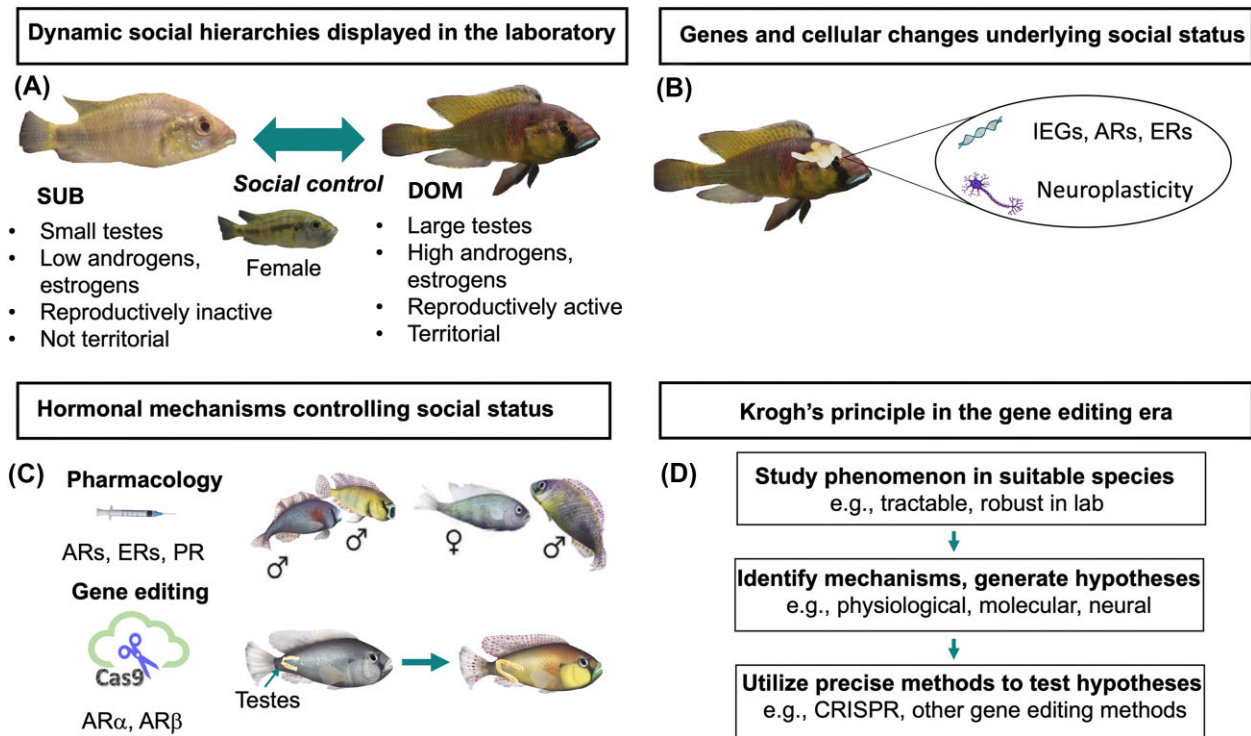 Dynamic social hierarchies displayed in the laboratory
(A)
Social control
SUB
• Small testes
• Low androgens,
estrogens
• Reproductively inactive
• Not territorial
Female
DOM
• Large testes
• High androgens,
estrogens
• Reproductively active
• Territorial
Genes and cellular changes underlying social status
(B)
IEGs, ARs, ERs
Neuroplasticity
Hormonal mechanisms controlling social status
(C)
Pharmacology
ARs, ERs, PR
♂ ♂ ♀ ♂
Gene editing
Cas9
ARα, ARβ
Testes
Krogh's principle in the gene editing era
(D)
Study phenomenon in suitable species
e.g., tractable, robust in lab
Identify mechanisms, generate hypotheses
e.g., physiological, molecular, neural
Utilize precise methods to test hypotheses
e.g., CRISPR, other gene editing methods